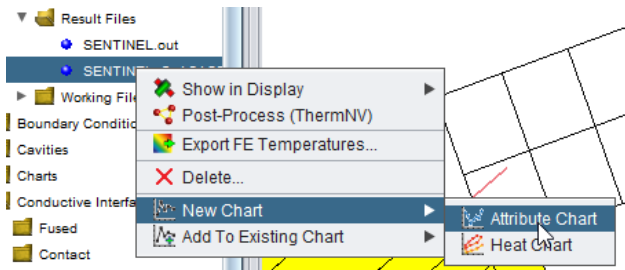 Result Files
SENTINEL.out
SENTINEL
Working File
Boundary Conditio
Cavities
Charts
Conductive Interfa
Fused
Contact
Show in Display
Post-Process (ThermNV)
Export FE Temperatures...
Delete...
New Chart
Add To Existing Chart
Attribute Chart
Heat Chart